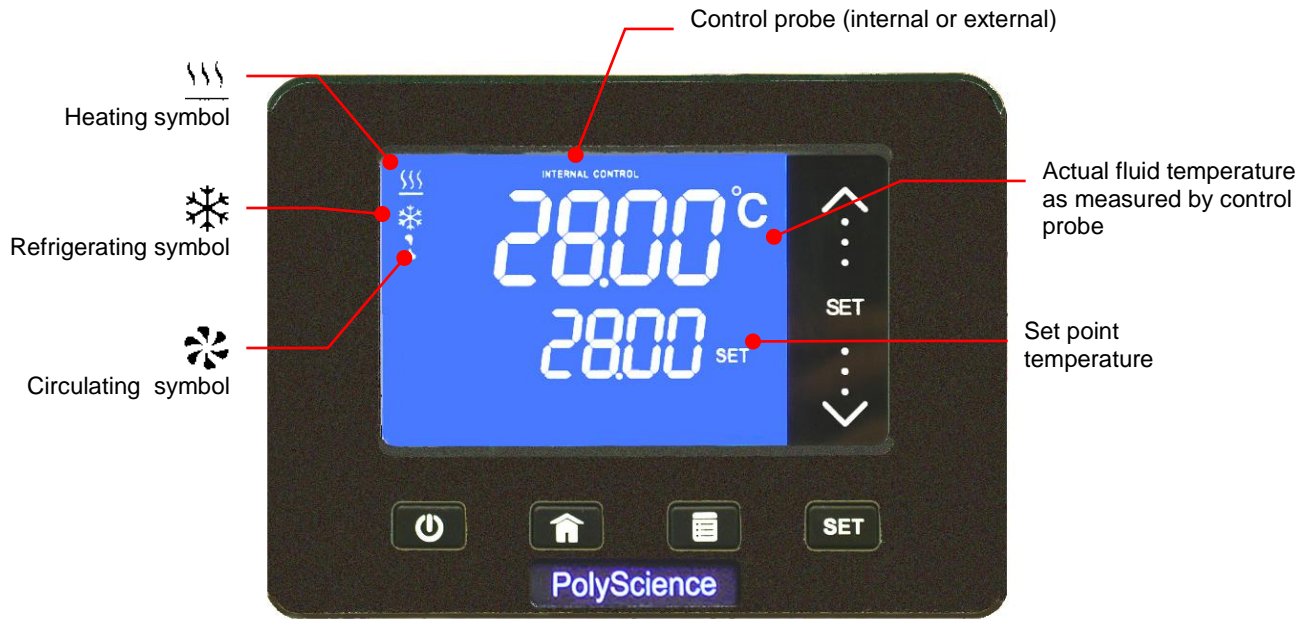 Control probe (internal or external)
Heating symbol
INTERNAL CONTROL
28.00 °C
Actual fluid temperature
as measured by control
probe
Refrigerating symbol
SET
28.00 SET
Set point
temperature
Circulating symbol
SET
PolyScience